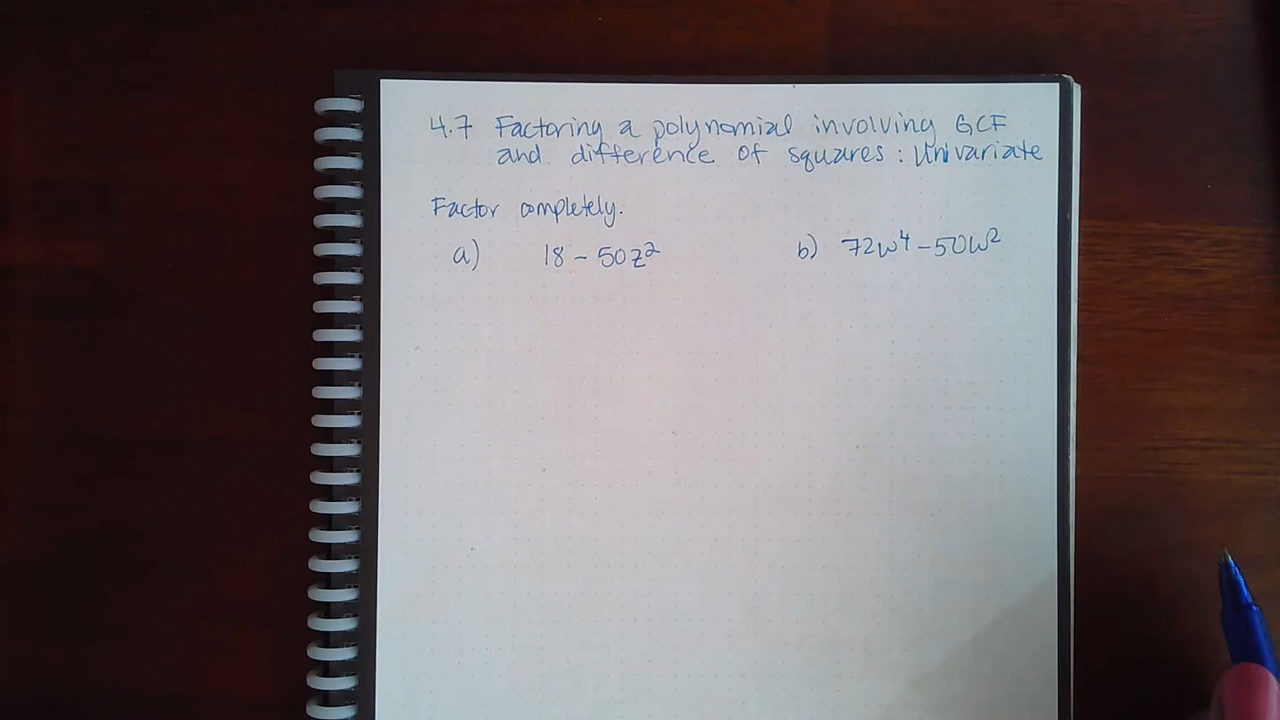 4.7 Factoring a polynomial involving GCF
and difference of squares : Univariate
Factor completely.
a) 18 - 50z² b) 72w⁴ - 50w²